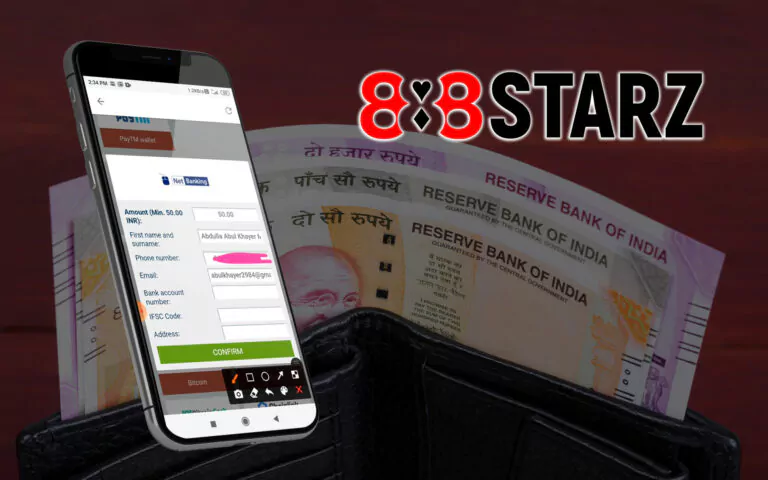 2:34 PM
PayTM wallet
Net Banking
Amount (Min. 50.00
INR):
50.00
First name and
surname:
Abdulla Abul Khayer M
Phone number:
Email:
abulkhayer2984@gma
Bank account
number:
IFSC Code:
Address:
CONFIRM
Bitcoin
888STARZ
दो हजार रुपये
RESERVE BANK OF INDIA
पाँच सौ रुपये
RESERVE BANK OF INDIA
GUARANTEED BY THE CENTRAL GOVERNMENT
दो सौ रुपये
RESERVE BANK OF INDIA
GUARANTEED BY THE CENTRAL GOVERNMENT